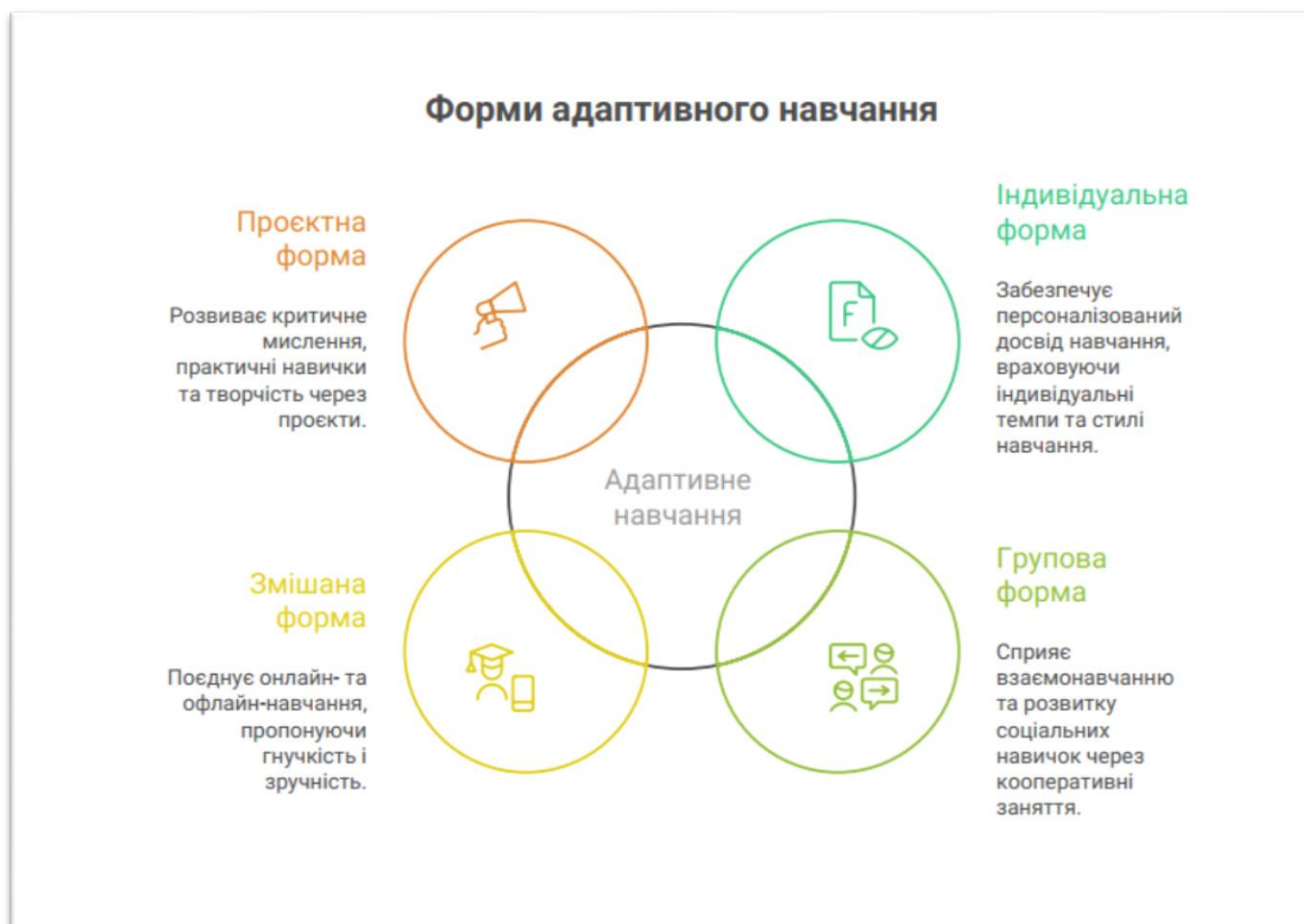 Форми адаптивного навчання
Проєктна
форма
Розвиває критичне
мислення,
практичні навички
та творчість через
проєкти.
Індивідуальна
форма
Забезпечує
персоналізований
досвід навчання,
враховуючи
індивідуальні
темпи та стилі
навчання.
F
Адаптивне
навчання
Змішана
форма
Поєднує онлайн- та
офлайн-навчання,
пропонуючи
гнучкість і
зручність.
Групова
форма
Сприяє
взаємонавчанню
та розвитку
соціальних
навичок через
кооперативні
заняття.